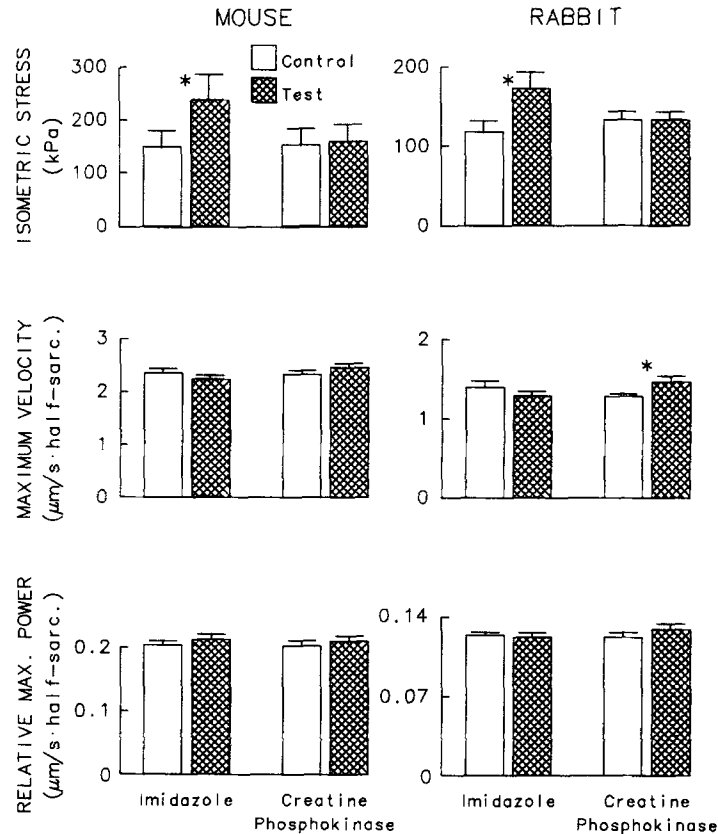 MOUSE
RABBIT
ISOMETRIC STRESS
(kPa)
300
200
100
0
*
Control
Test
200
100
0
*
MAXIMUM VELOCITY
(μm/s·half-sarc.)
3
2
1
0
2
1
0
*
RELATIVE MAX. POWER
(μm/s·half-sarc.)
0.2
0.1
0
0.14
0.07
0
Imidazole
Creatine
Phosphokinase
Imidazole
Creatine
Phosphokinase